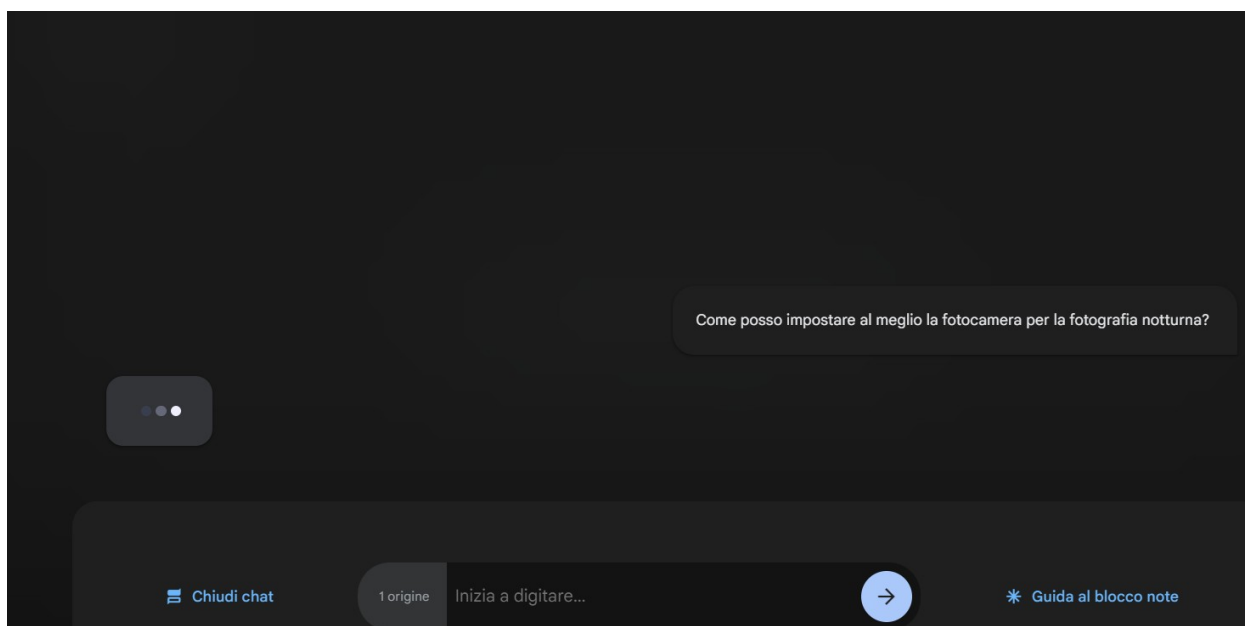 Come posso impostare al meglio la fotocamera per la fotografia notturna?
Chiudi chat
1 origine
Inizia a digitare...
Guida al blocco note